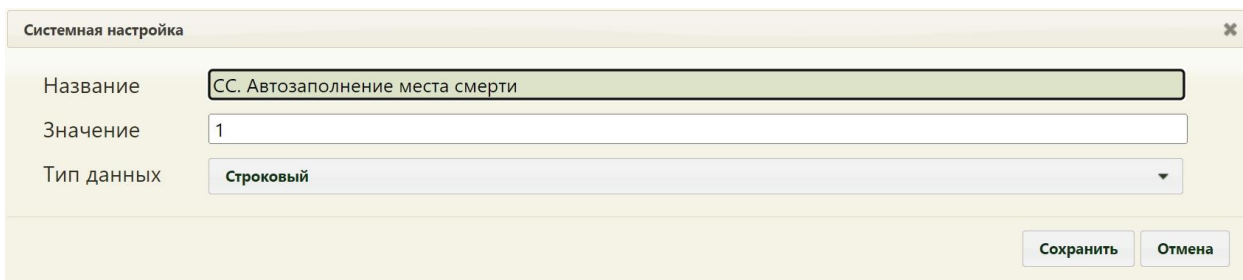 Системная настройка
Название СС. Автозаполнение места смерти
Значение 1
Тип данных Строковый
Сохранить Отмена